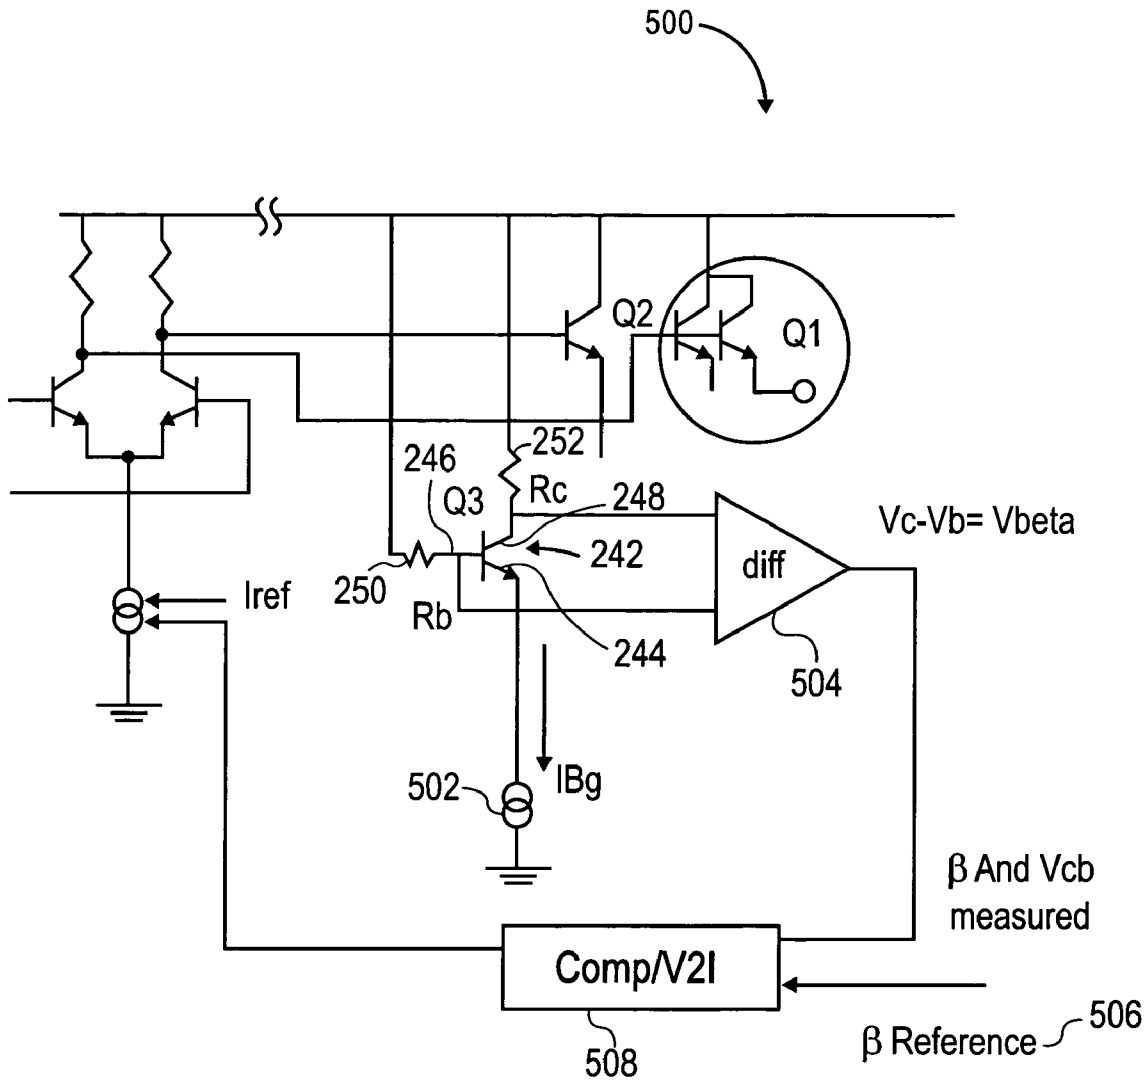 500
Q2
Q1
252
246
Q3
Rc
248
Vc-Vb= Vbeta
242
diff
250
Iref
Rb
244
504
502
IBg
β And Vcb
measured
Comp/V2I
506
β Reference
508